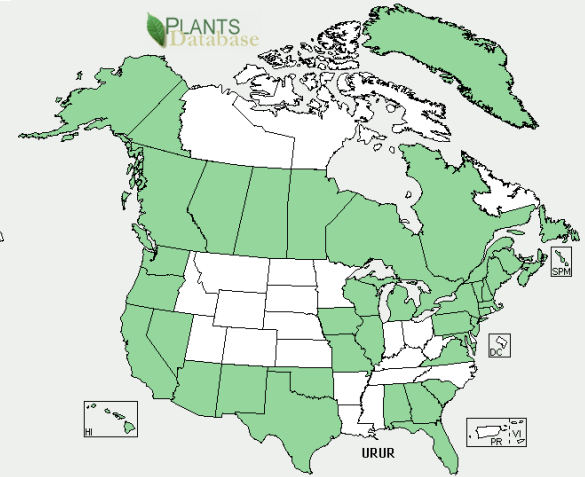 PLANTS
Database
SPM
DC
HI
PR
VI
URUR